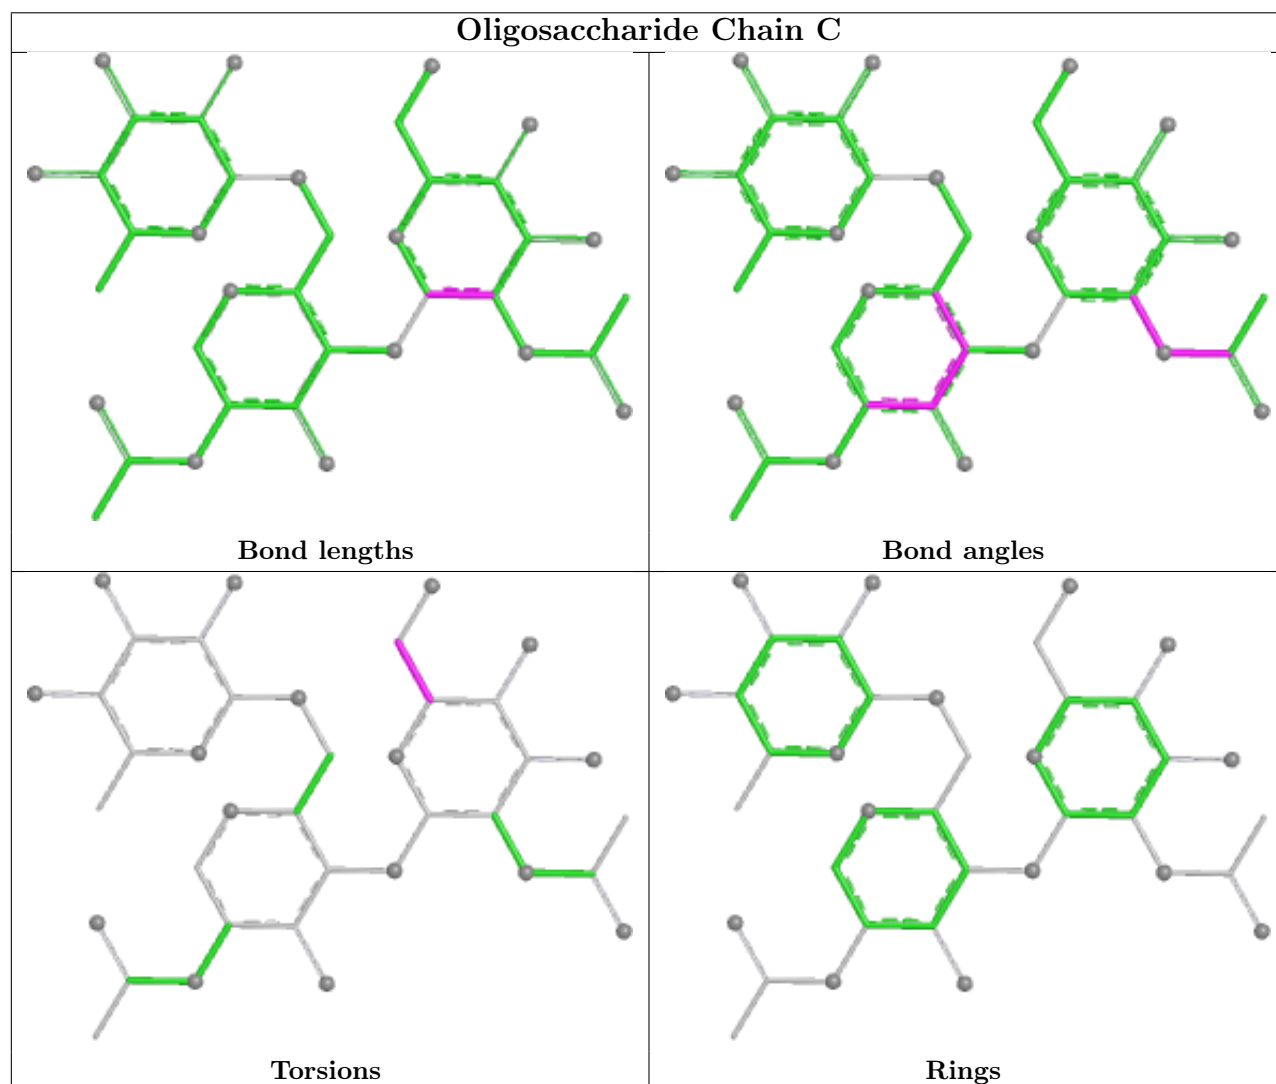 Oligosaccharide Chain C
Bond lengths
Bond angles
Torsions
Rings